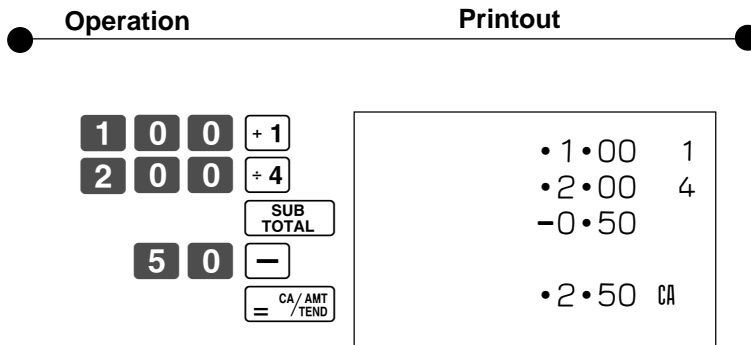 Operation Printout
1 0 0 + 1
•1•00 1
2 0 0 ÷ 4
•2•00 4
SUB TOTAL
-0•50
5 0 −
= CA/AMT/TEND
•2•50 CA